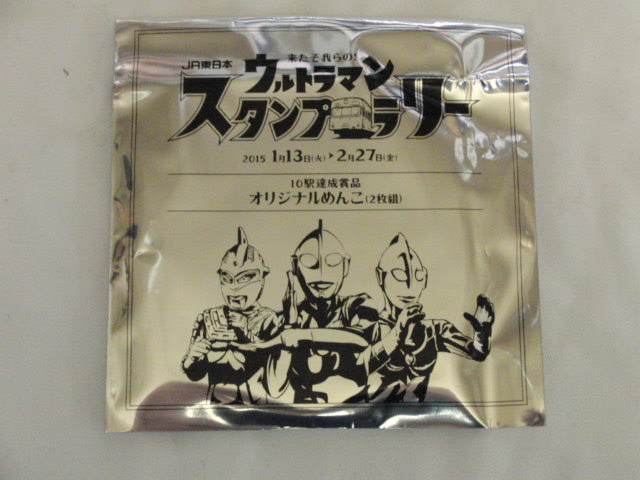 来たぞ我らの!
JR東日本
ウルトラマン
スタンプラリー
2015 1月13日(火)▶2月27日(金)
10駅達成賞品
オリジナルめんこ(2枚組)